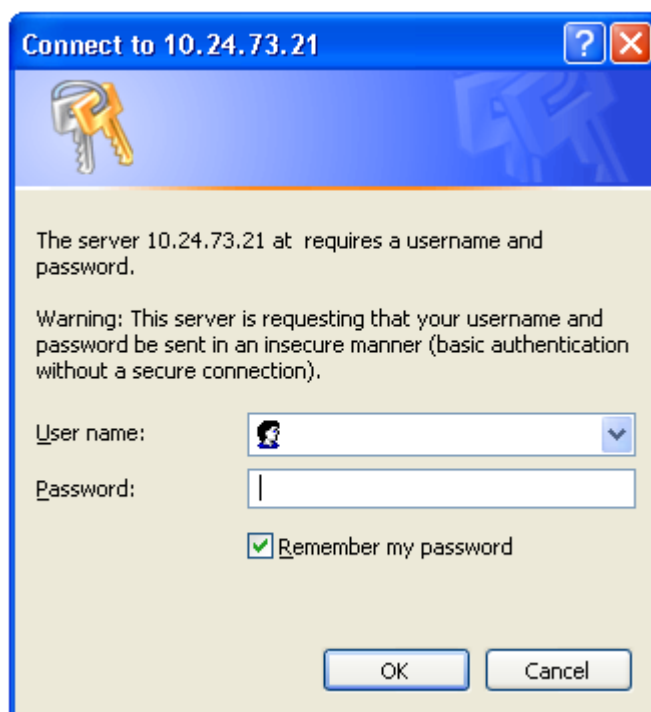 Connect to 10.24.73.21
?
The server 10.24.73.21 at  requires a username and
password.
Warning: This server is requesting that your username and
password be sent in an insecure manner (basic authentication
without a secure connection).
User name:
Password:
Remember my password
OK Cancel